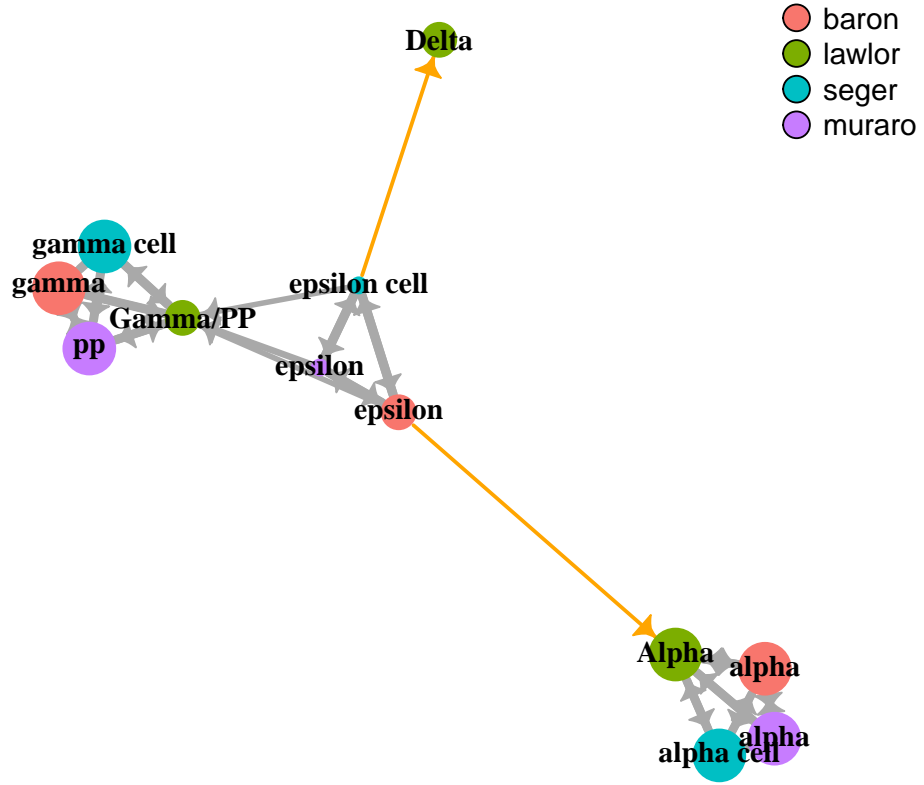 baron
lawlor
seger
muraro
Delta
gamma cell
gamma
Gamma/PP
pp
epsilon cell
epsilon
epsilon
Alpha
alpha
alpha
alpha cell